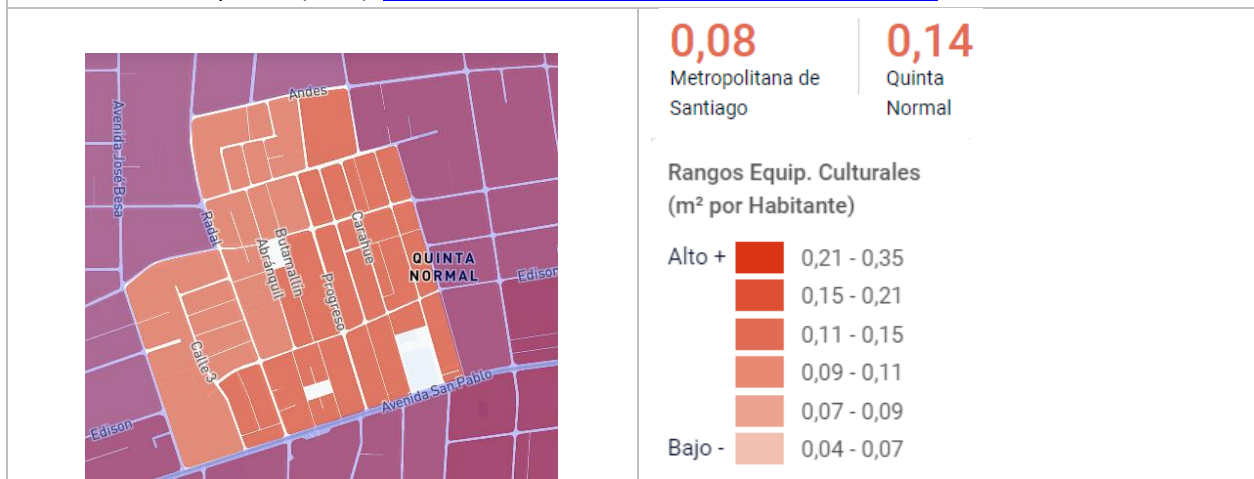 Andes
Avenida José Besa
Radal
Butamallín
Abránquil
Carahue
Progreso
QUINTA
NORMAL
Edison
Calle 3
Avenida San Pablo
Edison
0,08
Metropolitana de
Santiago
0,14
Quinta
Normal
Rangos Equip. Culturales
(m² por Habitante)
Alto +
0,21 - 0,35
0,15 - 0,21
0,11 - 0,15
0,09 - 0,11
0,07 - 0,09
Bajo -
0,04 - 0,07